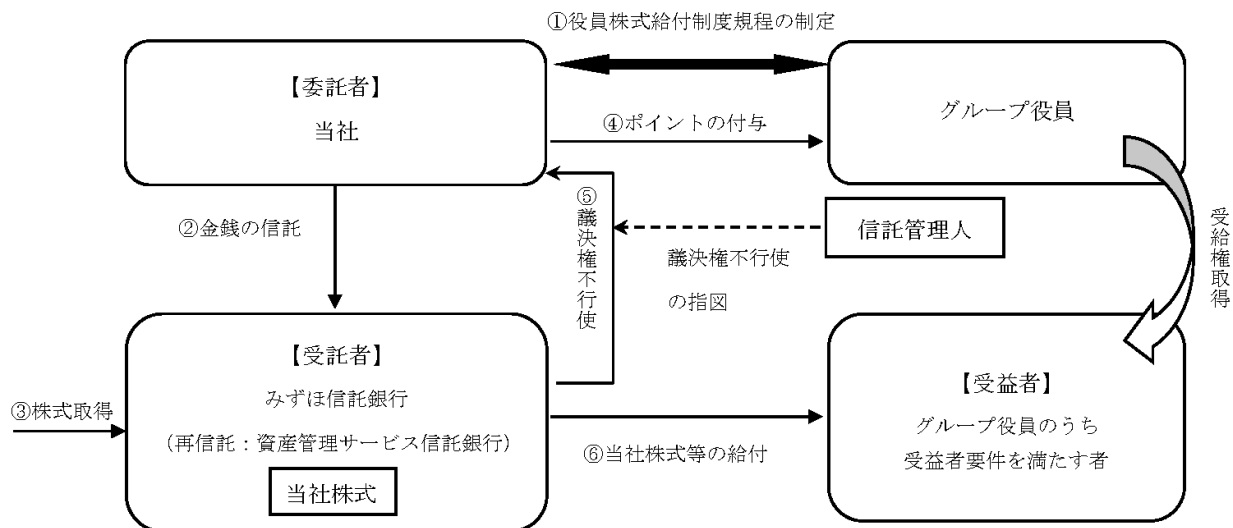 ①役員株式給付制度規程の制定
【委託者】
当社
グループ役員
④ポイントの付与
②金銭の信託
⑤議決権不行使
信託管理人
議決権不行使
の指図
受給権取得
【受託者】
みずほ信託銀行
(再信託：資産管理サービス信託銀行)
当社株式
③株式取得
⑥当社株式等の給付
【受益者】
グループ役員のうち
受益者要件を満たす者